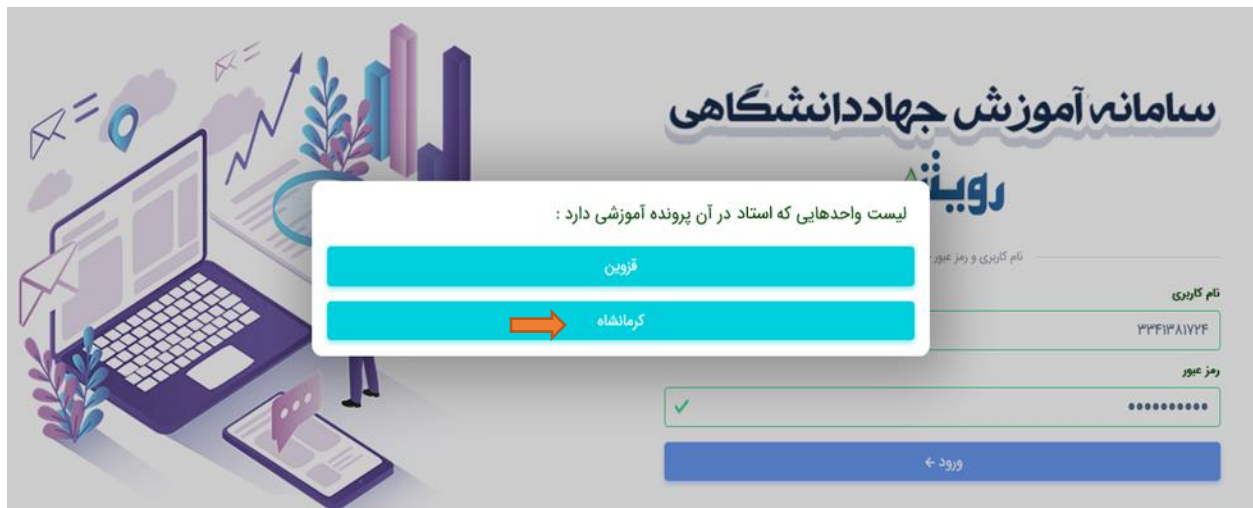 سامانه آموزش جهاددانشگاهی
لیست واحدهایی که استاد در آن پرونده آموزشی دارد :
قزوین
کرمانشاه
نام کاربری و رمز عبور
نام کاربری
۳۳۴۱۳۸۱۷۲۴
رمز عبور
ورود ←